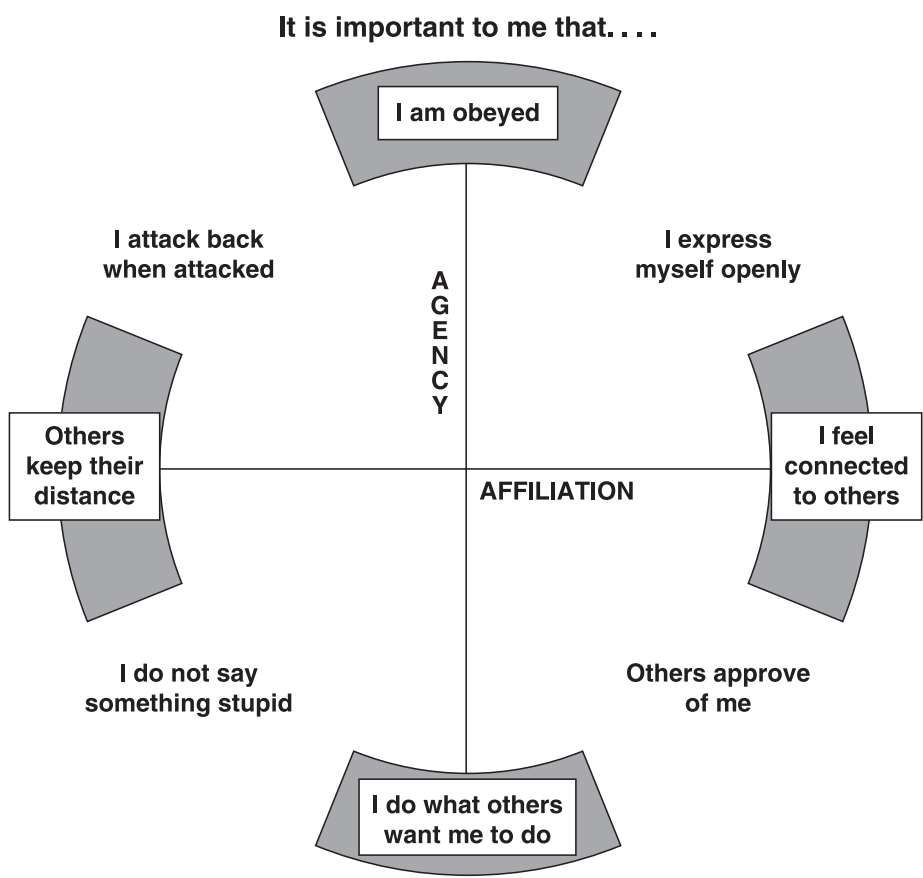 It is important to me that. . . .
I am obeyed
I attack back
when attacked
I express
myself openly
A
G
E
N
C
Y
Others
keep their
distance
I feel
connected
to others
AFFILIATION
I do not say
something stupid
Others approve
of me
I do what others
want me to do